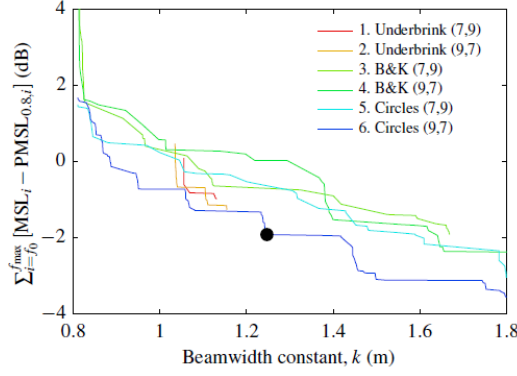 4
2
0
−2
−4
0.8
1
1.2
1.4
1.6
1.8
Beamwidth constant, k (m)
∑_{i=f_0}^{f_max} [MSL_i − PMSL_{0.8,i}] (dB)
1. Underbrink (7,9)
2. Underbrink (9,7)
3. B&K (7,9)
4. B&K (9,7)
5. Circles (7,9)
6. Circles (9,7)